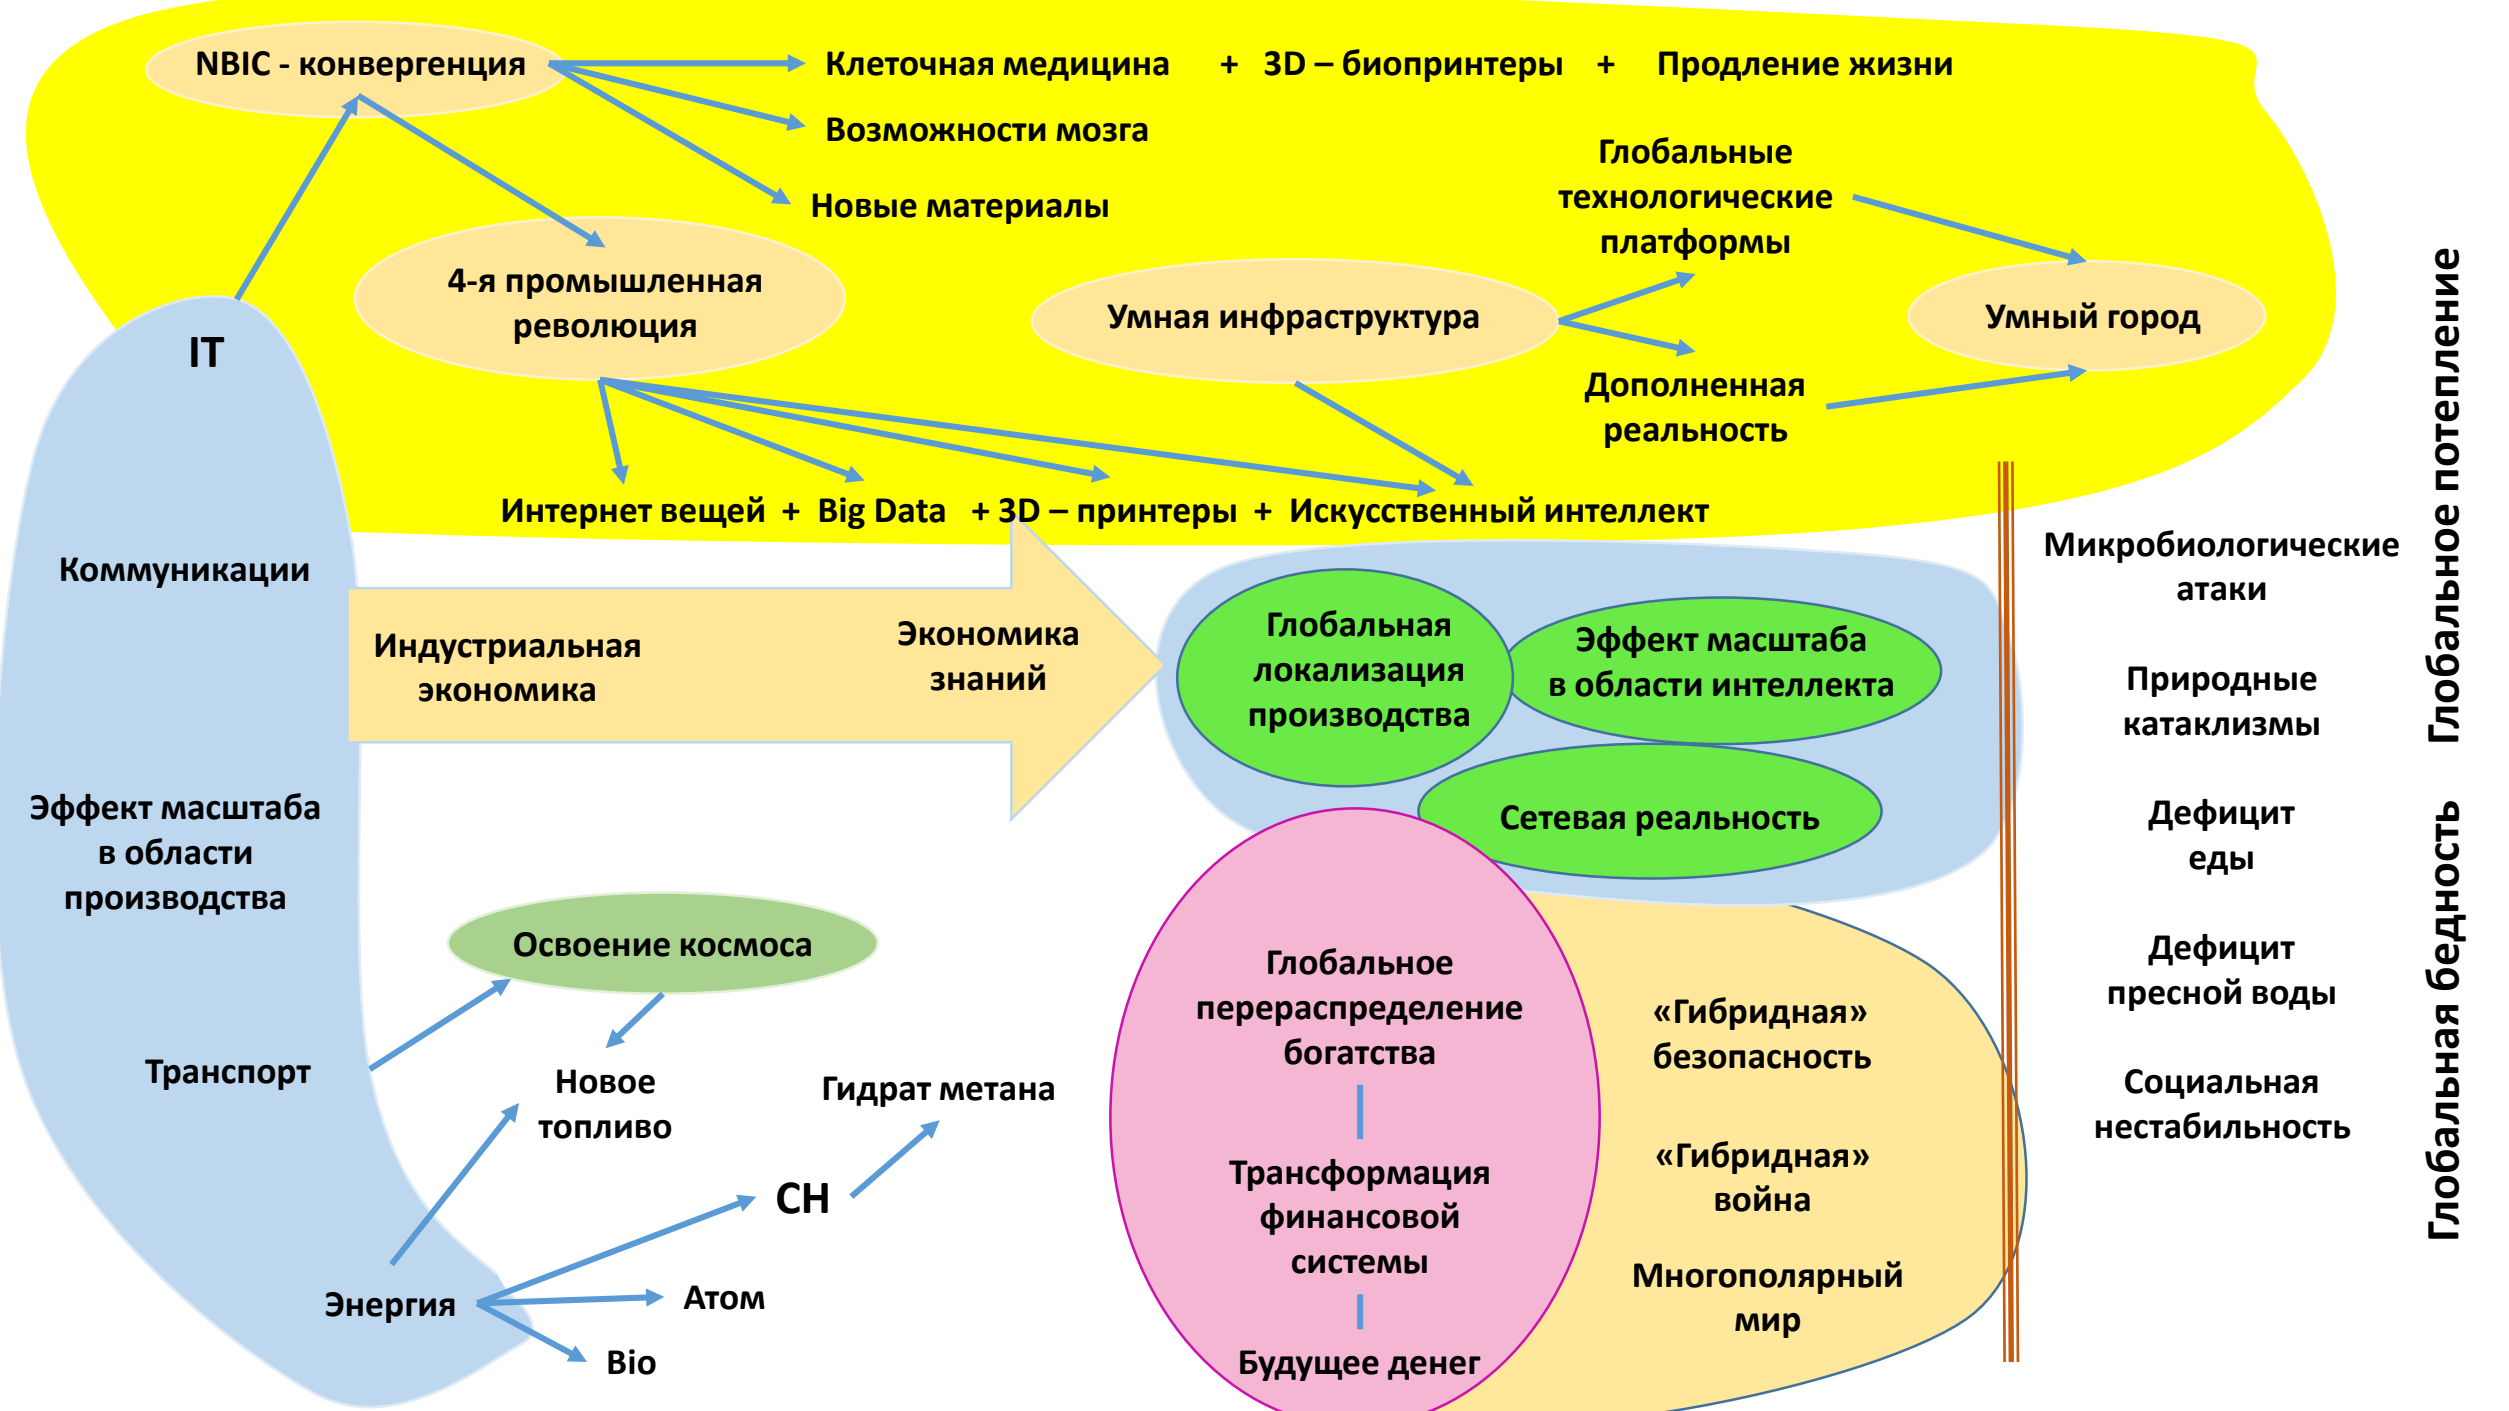 NBIC - конвергенция
Клеточная медицина + 3D – биопринтеры + Продление жизни
Возможности мозга
Новые материалы
Глобальные
технологические
платформы
4-я промышленная
революция
Умная инфраструктура
Умный город
Дополненная
реальность
Интернет вещей + Big Data + 3D – принтеры + Искусственный интеллект
IT
Коммуникации
Эффект масштаба
в области
производства
Транспорт
Энергия
Индустриальная
экономика
Экономика
знаний
Глобальная
локализация
производства
Эффект масштаба
в области интеллекта
Сетевая реальность
Освоение космоса
Новое
топливо
Гидрат метана
СН
Атом
Bio
Глобальное
перераспределение
богатства
Трансформация
финансовой
системы
Будущее денег
«Гибридная»
безопасность
«Гибридная»
война
Многополярный
мир
Микробиологические
атаки
Природные
катаклизмы
Дефицит
еды
Дефицит
пресной воды
Социальная
нестабильность
Глобальная бедность Глобальное потепление